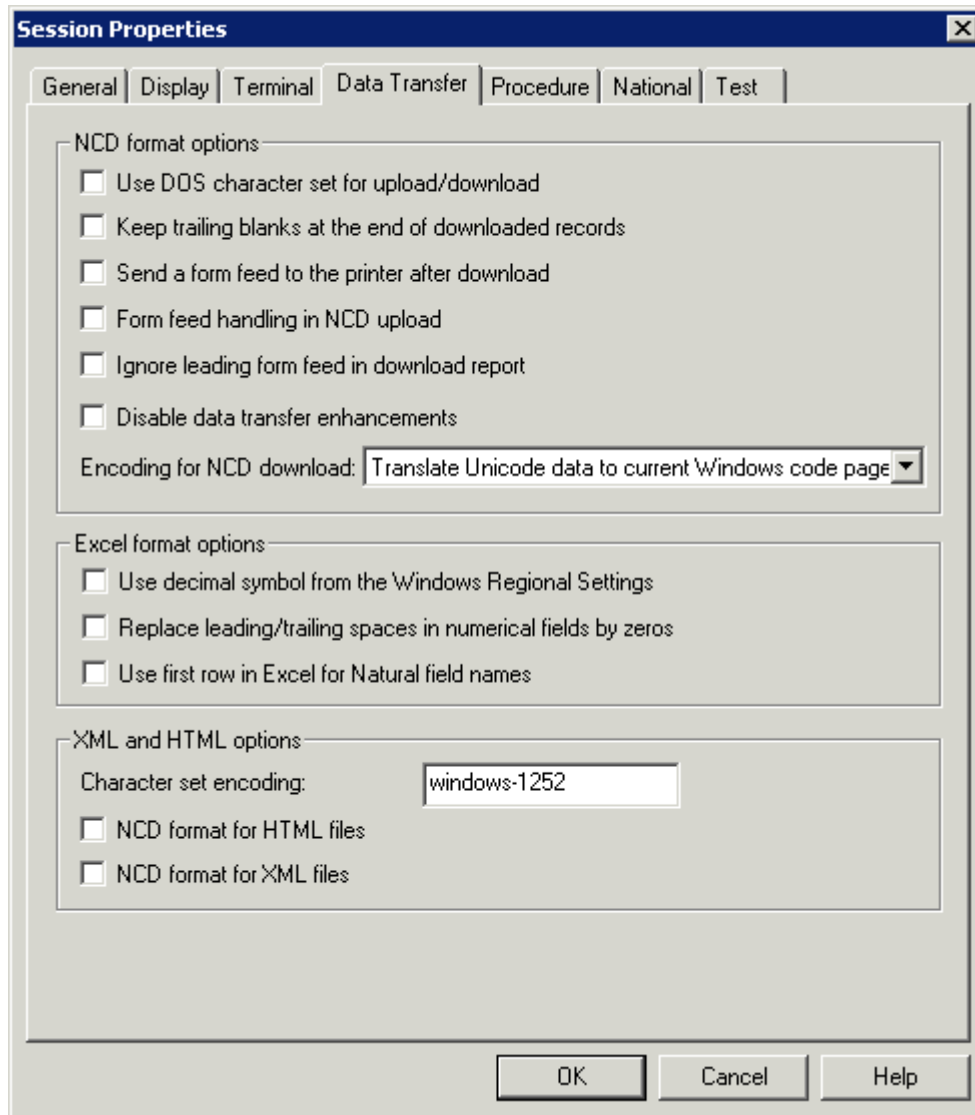 Session Properties
General Display Terminal Data Transfer Procedure National Test
NCD format options
Use DOS character set for upload/download
Keep trailing blanks at the end of downloaded records
Send a form feed to the printer after download
Form feed handling in NCD upload
Ignore leading form feed in download report
Disable data transfer enhancements
Encoding for NCD download: Translate Unicode data to current Windows code page
Excel format options
Use decimal symbol from the Windows Regional Settings
Replace leading/trailing spaces in numerical fields by zeros
Use first row in Excel for Natural field names
XML and HTML options
Character set encoding: windows-1252
NCD format for HTML files
NCD format for XML files
OK Cancel Help